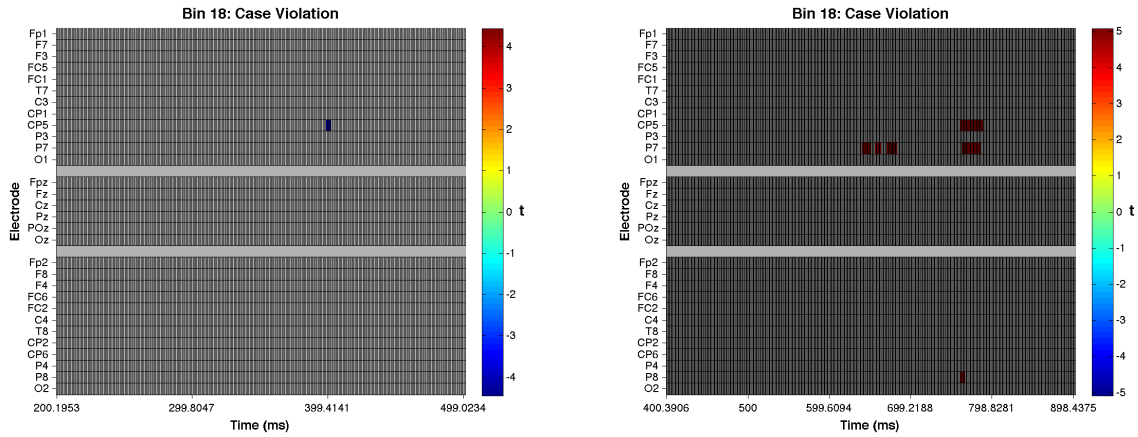 Bin 18: Case Violation
Fp1
F7
F3
FC5
FC1
T7
C3
CP1
CP5
P3
P7
O1
Fpz
Fz
Cz
Pz
POz
Oz
Fp2
F8
F4
FC6
FC2
C4
T8
CP2
CP6
P4
P8
O2
Electrode
200.1953 299.8047 399.4141 499.0234
Time (ms)
4
3
2
1
0
-1
-2
-3
-4
t
Bin 18: Case Violation
Fp1
F7
F3
FC5
FC1
T7
C3
CP1
CP5
P3
P7
O1
Fpz
Fz
Cz
Pz
POz
Oz
Fp2
F8
F4
FC6
FC2
C4
T8
CP2
CP6
P4
P8
O2
Electrode
400.3906 500 599.6094 699.2188 798.8281 898.4375
Time (ms)
5
4
3
2
1
0
-1
-2
-3
-4
-5
t